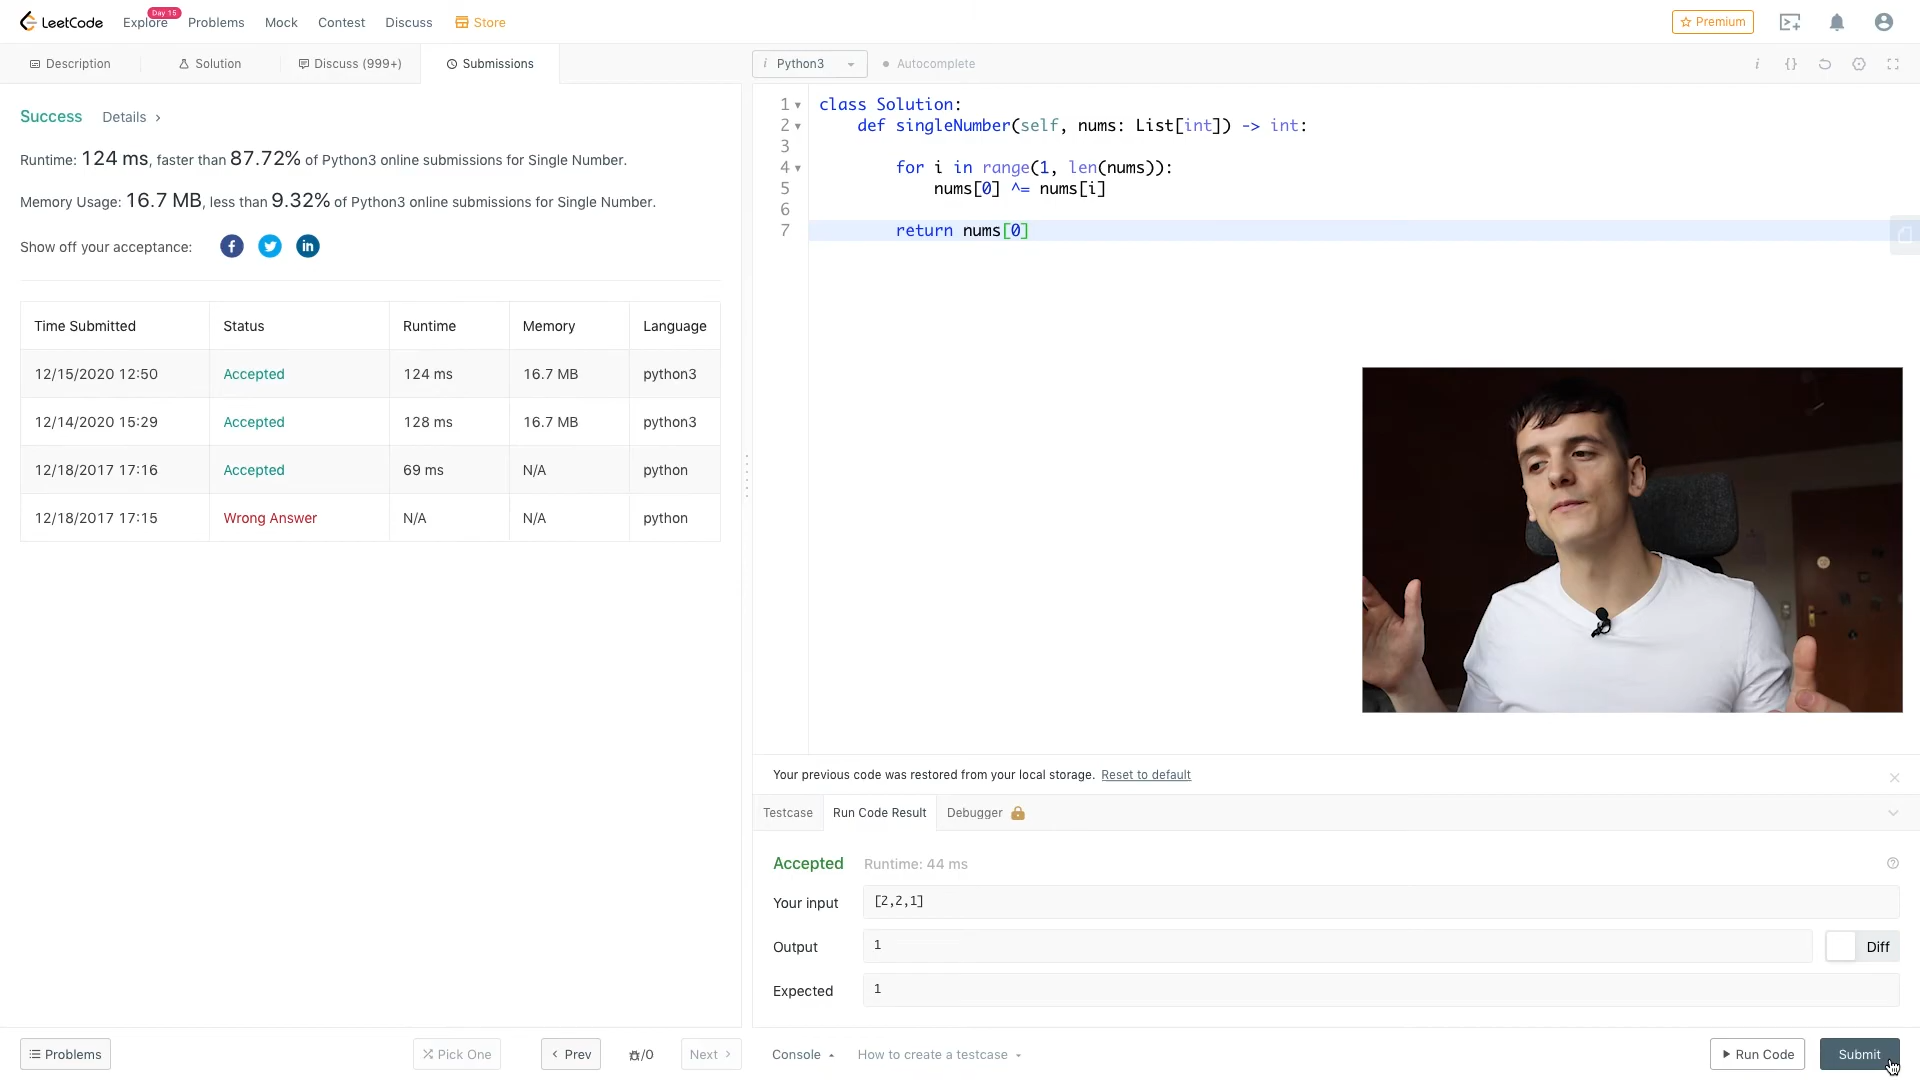 LeetCode
Explore
Day 15
Problems
Mock
Contest
Discuss
Store
Premium
Description
Solution
Discuss (999+)
Submissions
i Python3
Autocomplete
i
{}
Success Details >
Runtime: 124 ms, faster than 87.72% of Python3 online submissions for Single Number.
Memory Usage: 16.7 MB, less than 9.32% of Python3 online submissions for Single Number.
Show off your acceptance:
f
in
Time Submitted Status Runtime Memory Language
12/15/2020 12:50 Accepted 124 ms 16.7 MB python3
12/14/2020 15:29 Accepted 128 ms 16.7 MB python3
12/18/2017 17:16 Accepted 69 ms N/A python
12/18/2017 17:15 Wrong Answer N/A N/A python
1 class Solution:
2 def singleNumber(self, nums: List[int]) -> int:
3
4 for i in range(1, len(nums)):
5 nums[0] ^= nums[i]
6
7 return nums[0]
Your previous code was restored from your local storage. Reset to default
Testcase
Run Code Result
Debugger
Accepted Runtime: 44 ms
Your input [2,2,1]
Output 1
Diff
Expected 1
Problems
Pick One
< Prev
/0
Next >
Console
How to create a testcase
Run Code
Submit